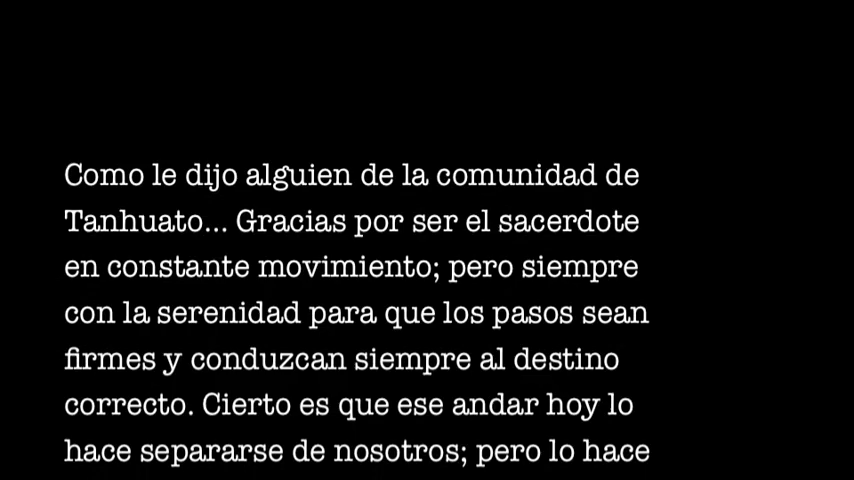 Como le dijo alguien de la comunidad de
Tanhuato... Gracias por ser el sacerdote
en constante movimiento; pero siempre
con la serenidad para que los pasos sean
firmes y conduzcan siempre al destino
correcto. Cierto es que ese andar hoy lo
hace separarse de nosotros; pero lo hace